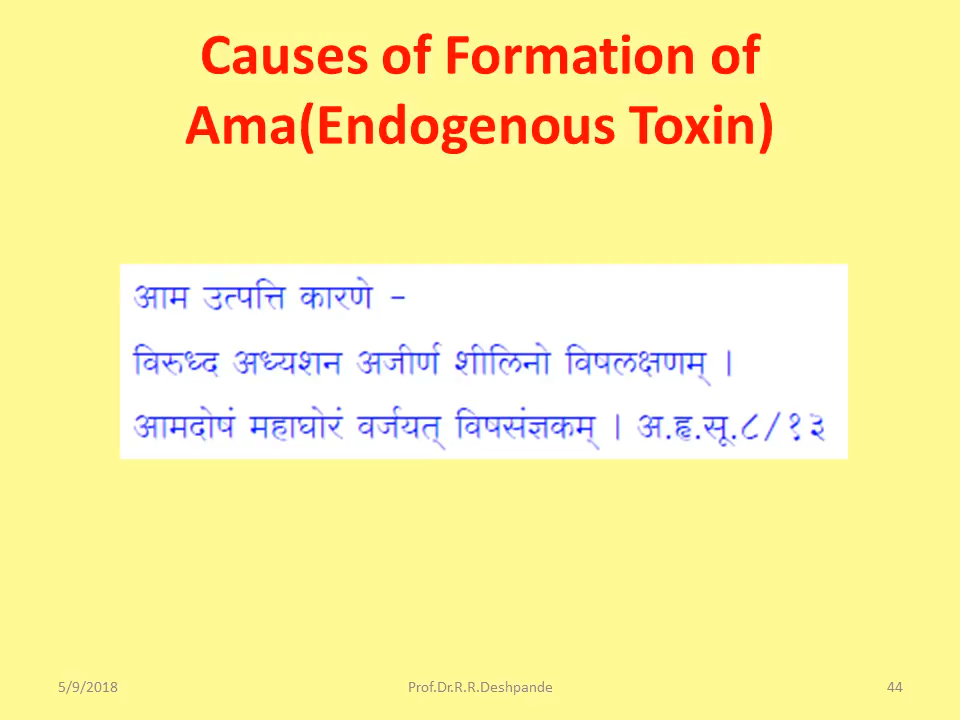 Causes of Formation of
Ama(Endogenous Toxin)
आम उत्पत्ति कारणे –
विरूध्द अध्यशन अजीर्ण शीलिनो विषलक्षणम् ।
आमदोषं महाघोरं वर्जयत् विषसंज्ञकम् । अ.हृ.सू.८/१३
5/9/2018
Prof.Dr.R.R.Deshpande
44